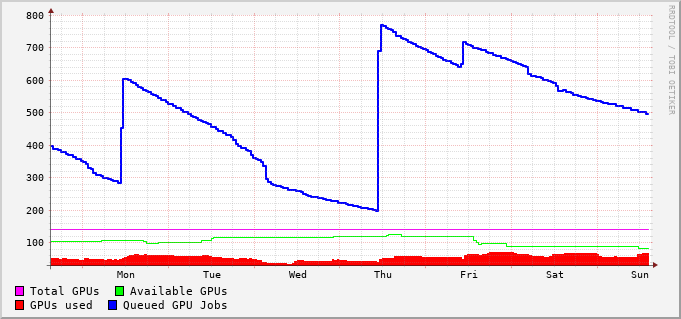 800
700
600
500
400
300
200
100
Mon Tue Wed Thu Fri Sat Sun
Total GPUs Available GPUs
GPUs used Queued GPU Jobs
RRDTOOL / TOBI OETIKER